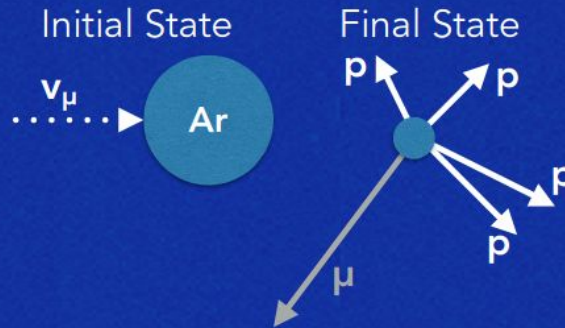 Initial State
Final State
νμ
Ar
p
p
p
p
μ